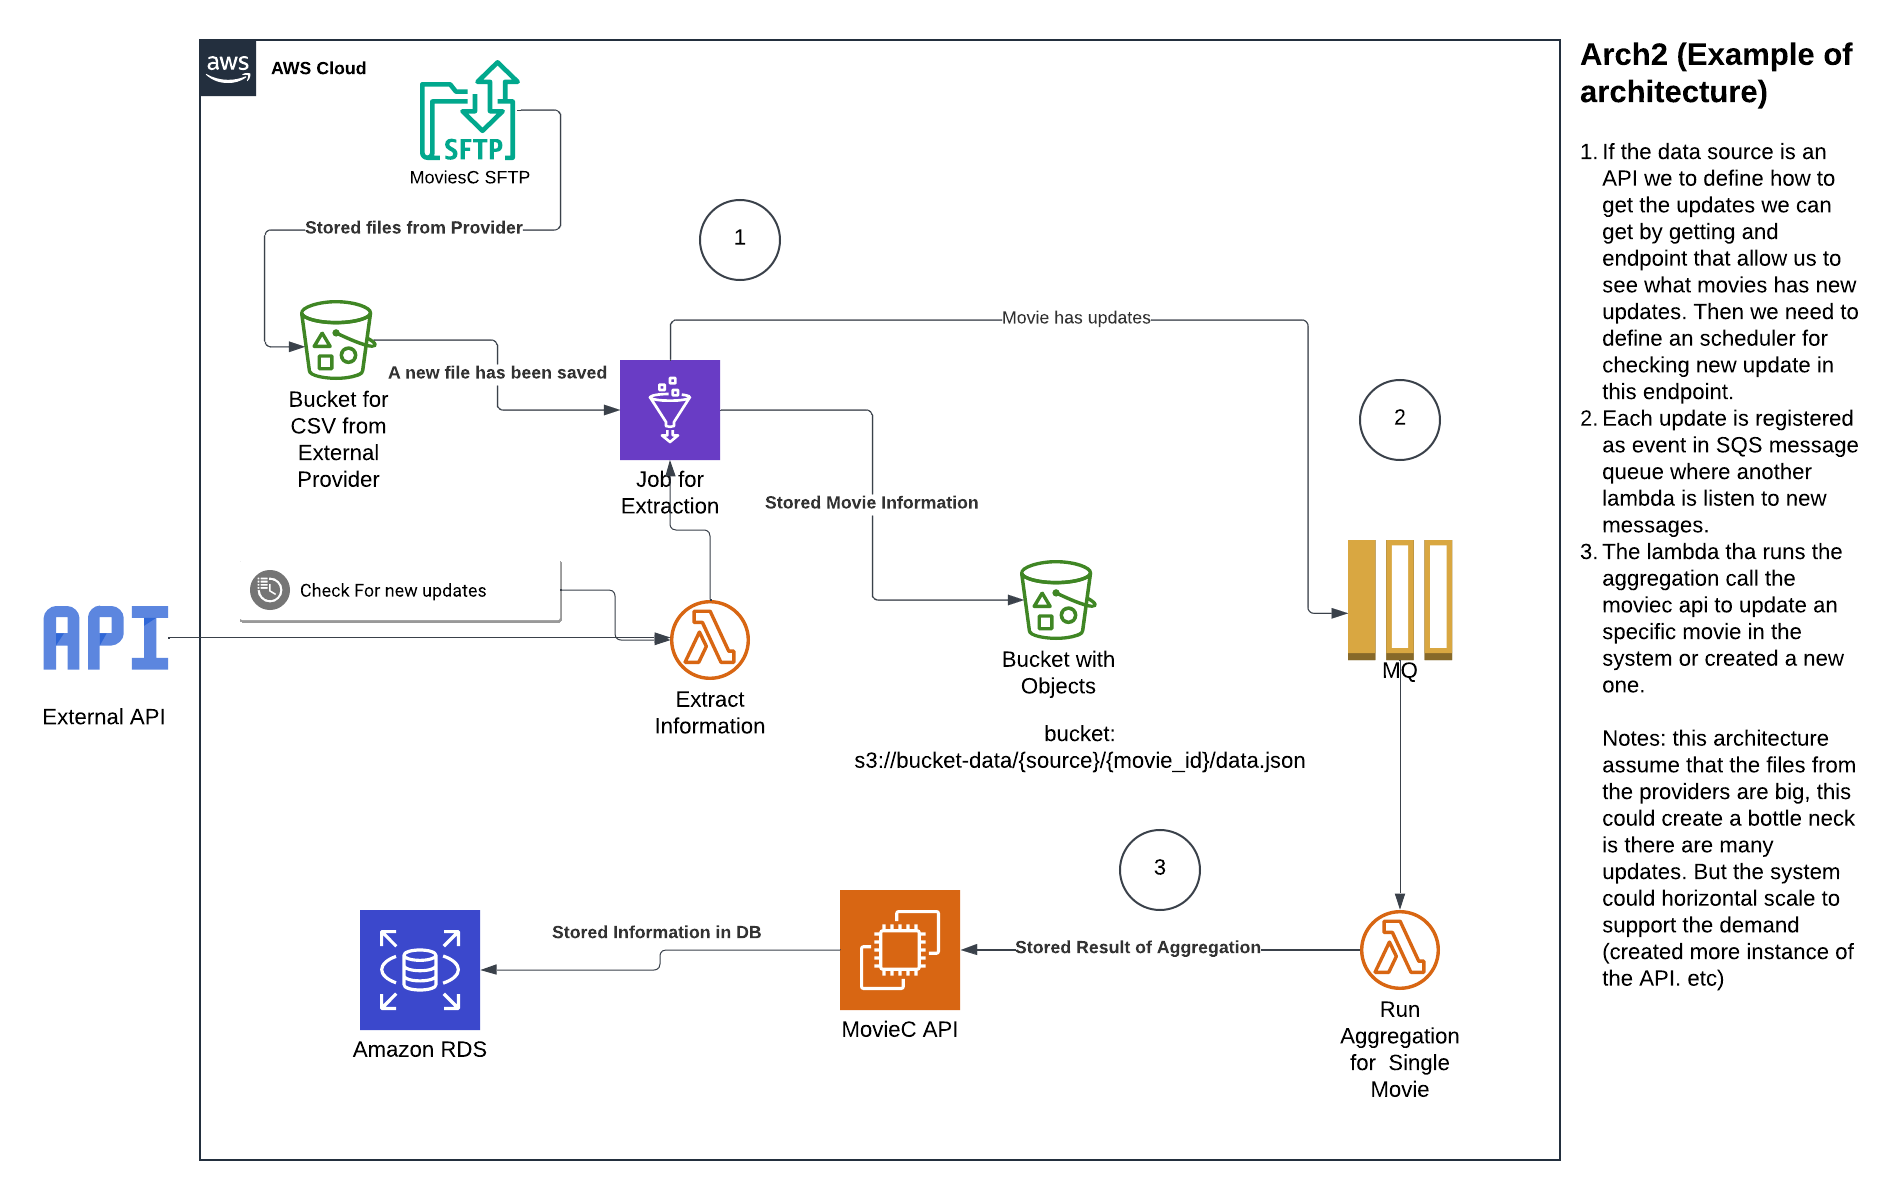 aws
AWS Cloud
SFTP
MoviesC SFTP
Stored files from Provider
1
Movie has updates
A new file has been saved
Bucket for
CSV from
External
Provider
Job for
Extraction
2
Stored Movie Information
Check For new updates
API
External API
Extract
Information
Bucket with
Objects
bucket:
s3://bucket-data/{source}/{movie_id}/data.json
MQ
3
Stored Information in DB
Stored Result of Aggregation
Amazon RDS
MovieC API
Run
Aggregation
for  Single
Movie
Arch2 (Example of
architecture)
1. If the data source is an
API we to define how to
get the updates we can
get by getting and
endpoint that allow us to
see what movies has new
updates. Then we need to
define an scheduler for
checking new update in
this endpoint.
2. Each update is registered
as event in SQS message
queue where another
lambda is listen to new
messages.
3. The lambda tha runs the
aggregation call the
moviec api to update an
specific movie in the
system or created a new
one.
Notes: this architecture
assume that the files from
the providers are big, this
could create a bottle neck
is there are many
updates. But the system
could horizontal scale to
support the demand
(created more instance of
the API. etc)